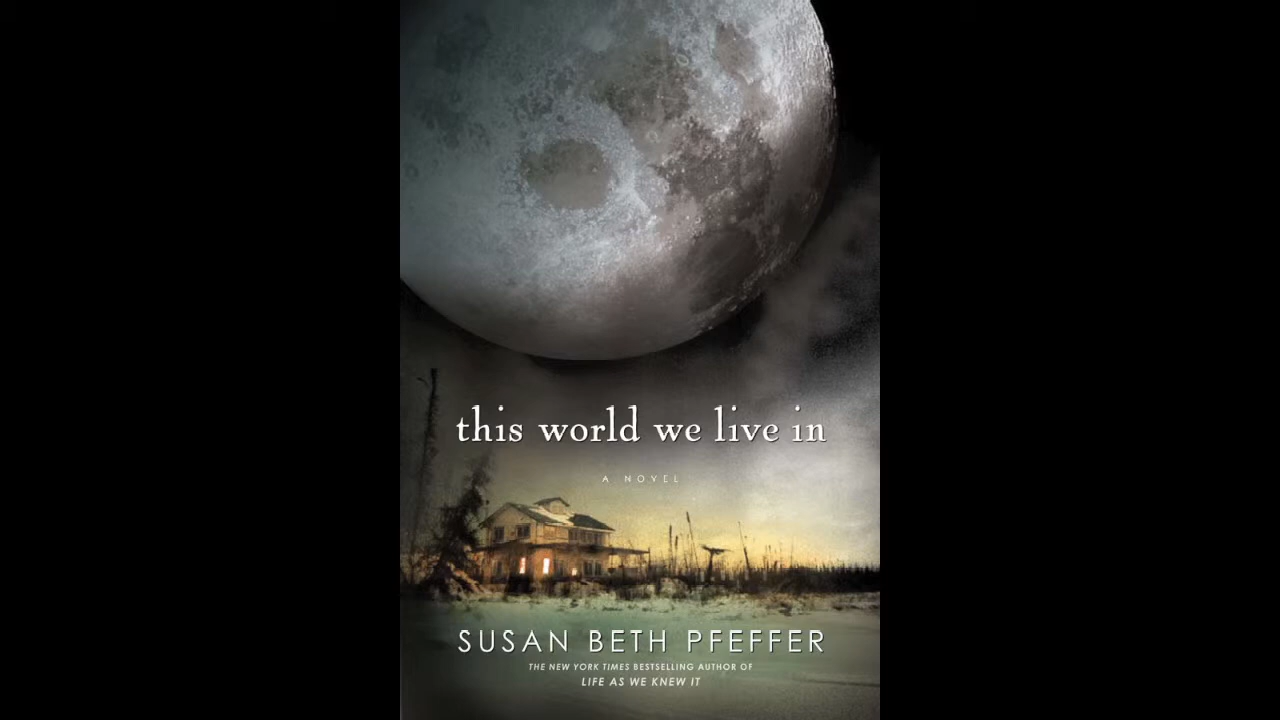 this world we live in
A NOVEL
SUSAN BETH PFEFFER
THE NEW YORK TIMES BESTSELLING AUTHOR OF
LIFE AS WE KNEW IT